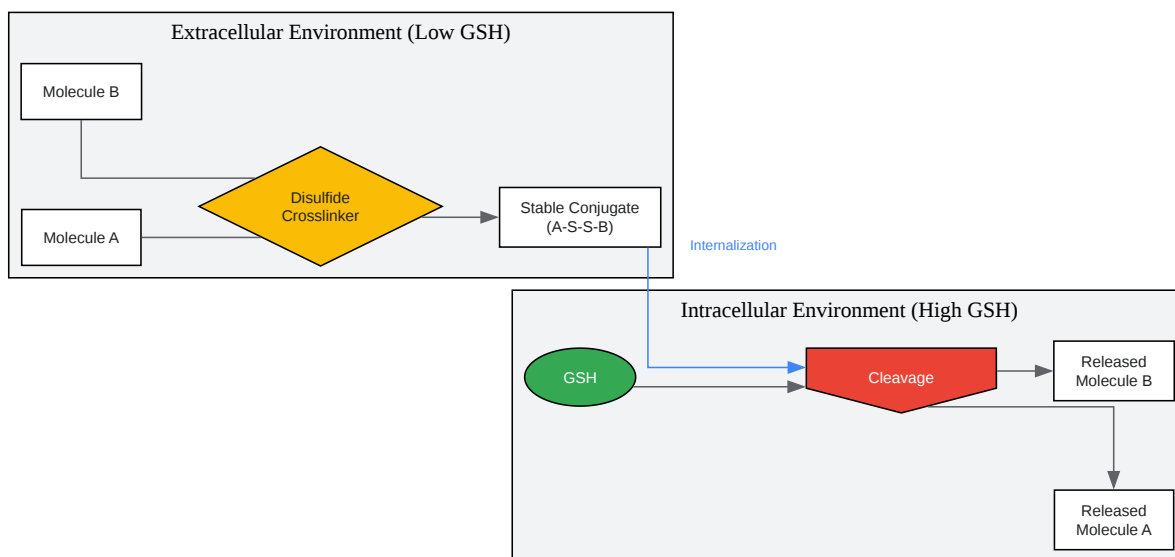 Extracellular Environment (Low GSH)
Molecule B
Disulfide
Crosslinker
Molecule A
Stable Conjugate
(A-S-S-B)
Internalization
Intracellular Environment (High GSH)
GSH
Cleavage
Released
Molecule B
Released
Molecule A